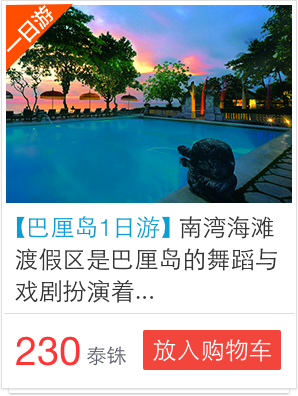 一日游
【巴厘岛1日游】南湾海滩
渡假区是巴厘岛的舞蹈与
戏剧扮演着...
230 泰铢 放入购物车